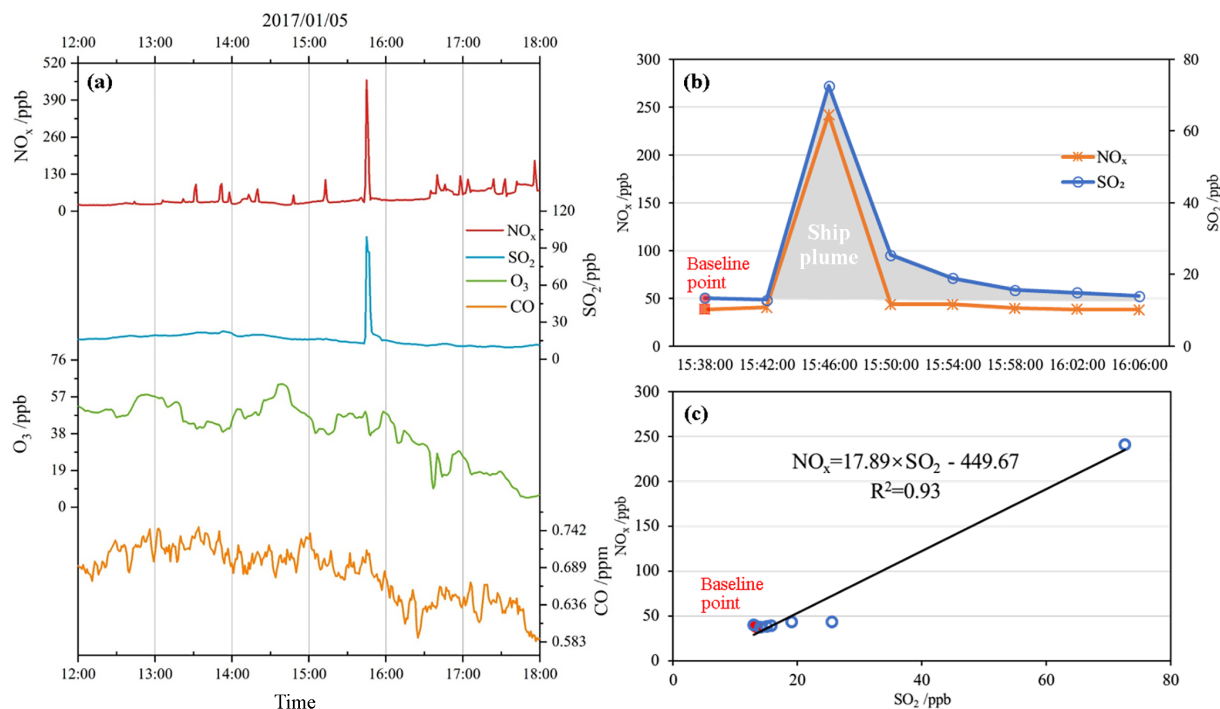 2017/01/05
12:00 13:00 14:00 15:00 16:00 17:00 18:00
(a)
520
390
260
130
0
NOx /ppb
120
90
60
30
0
SO2/ppb
NOx
SO2
O3
CO
76
57
38
19
0
O3 /ppb
0.742
0.689
0.636
0.583
CO /ppm
12:00 13:00 14:00 15:00 16:00 17:00 18:00
Time
(b)
300
250
200
150
100
50
0
NOx /ppb
80
60
40
20
0
SO2 /ppb
NOx
SO2
Ship
plume
Baseline
point
15:38:00 15:42:00 15:46:00 15:50:00 15:54:00 15:58:00 16:02:00 16:06:00
(c)
300
250
200
150
100
50
0
NOx /ppb
NOx=17.89×SO2 - 449.67
R²=0.93
Baseline
point
0 20 40 60 80
SO2 /ppb